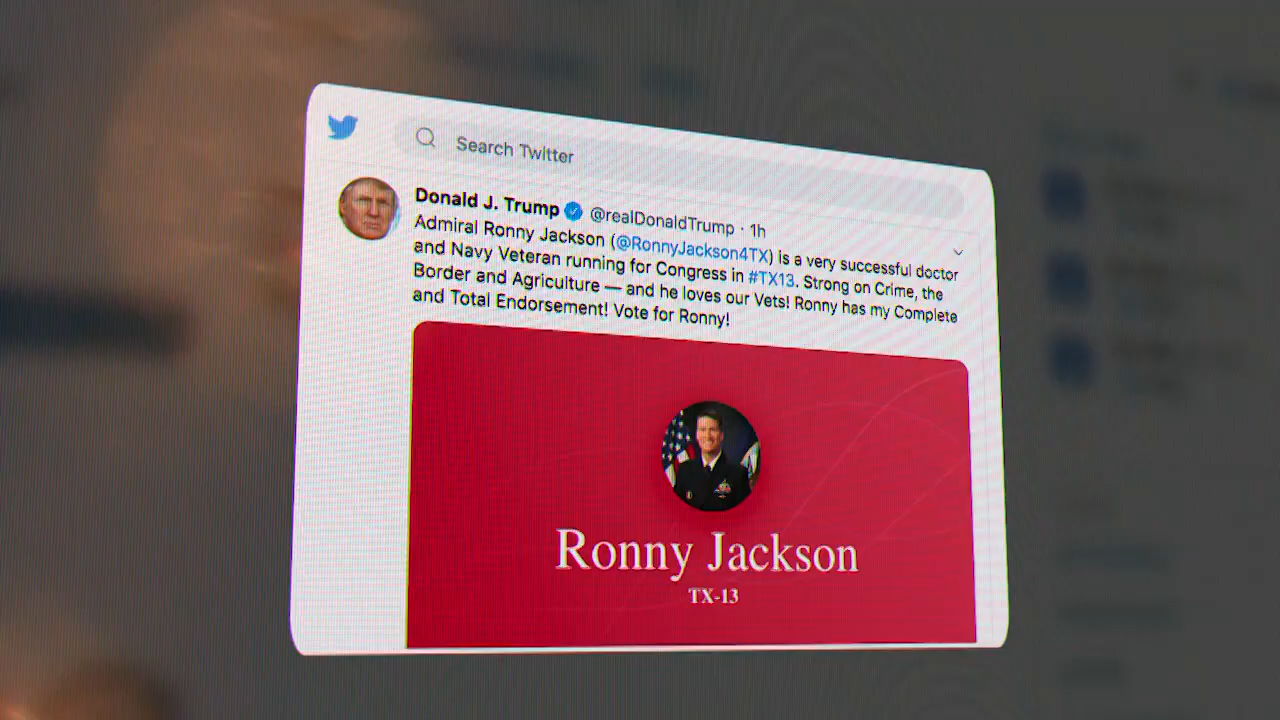 Search Twitter
Donald J. Trump @realDonaldTrump · 1h
Admiral Ronny Jackson (@RonnyJackson4TX) is a very successful doctor
and Navy Veteran running for Congress in #TX13. Strong on Crime, the
Border and Agriculture — and he loves our Vets! Ronny has my Complete
and Total Endorsement! Vote for Ronny!
Ronny Jackson
TX-13